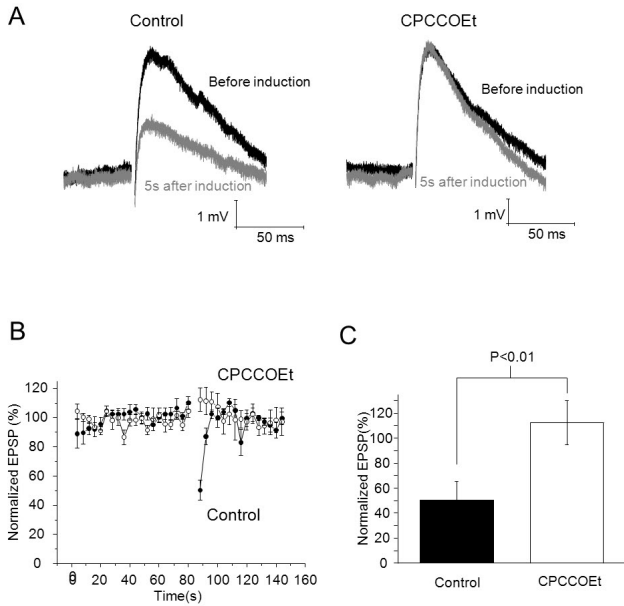 A
Control
CPCCOEt
Before induction
Before induction
5s after induction
5s after induction
1 mV
50 ms
1 mV
50 ms
B
CPCCOEt
Control
Normalized EPSP (%)
120
100
80
60
40
20
0
0
0 20 40 60 80 100 120 140 160
Time(s)
C
P<0.01
Normalized EPSP(%)
120
100
80
60
40
20
0
Control
CPCCOEt